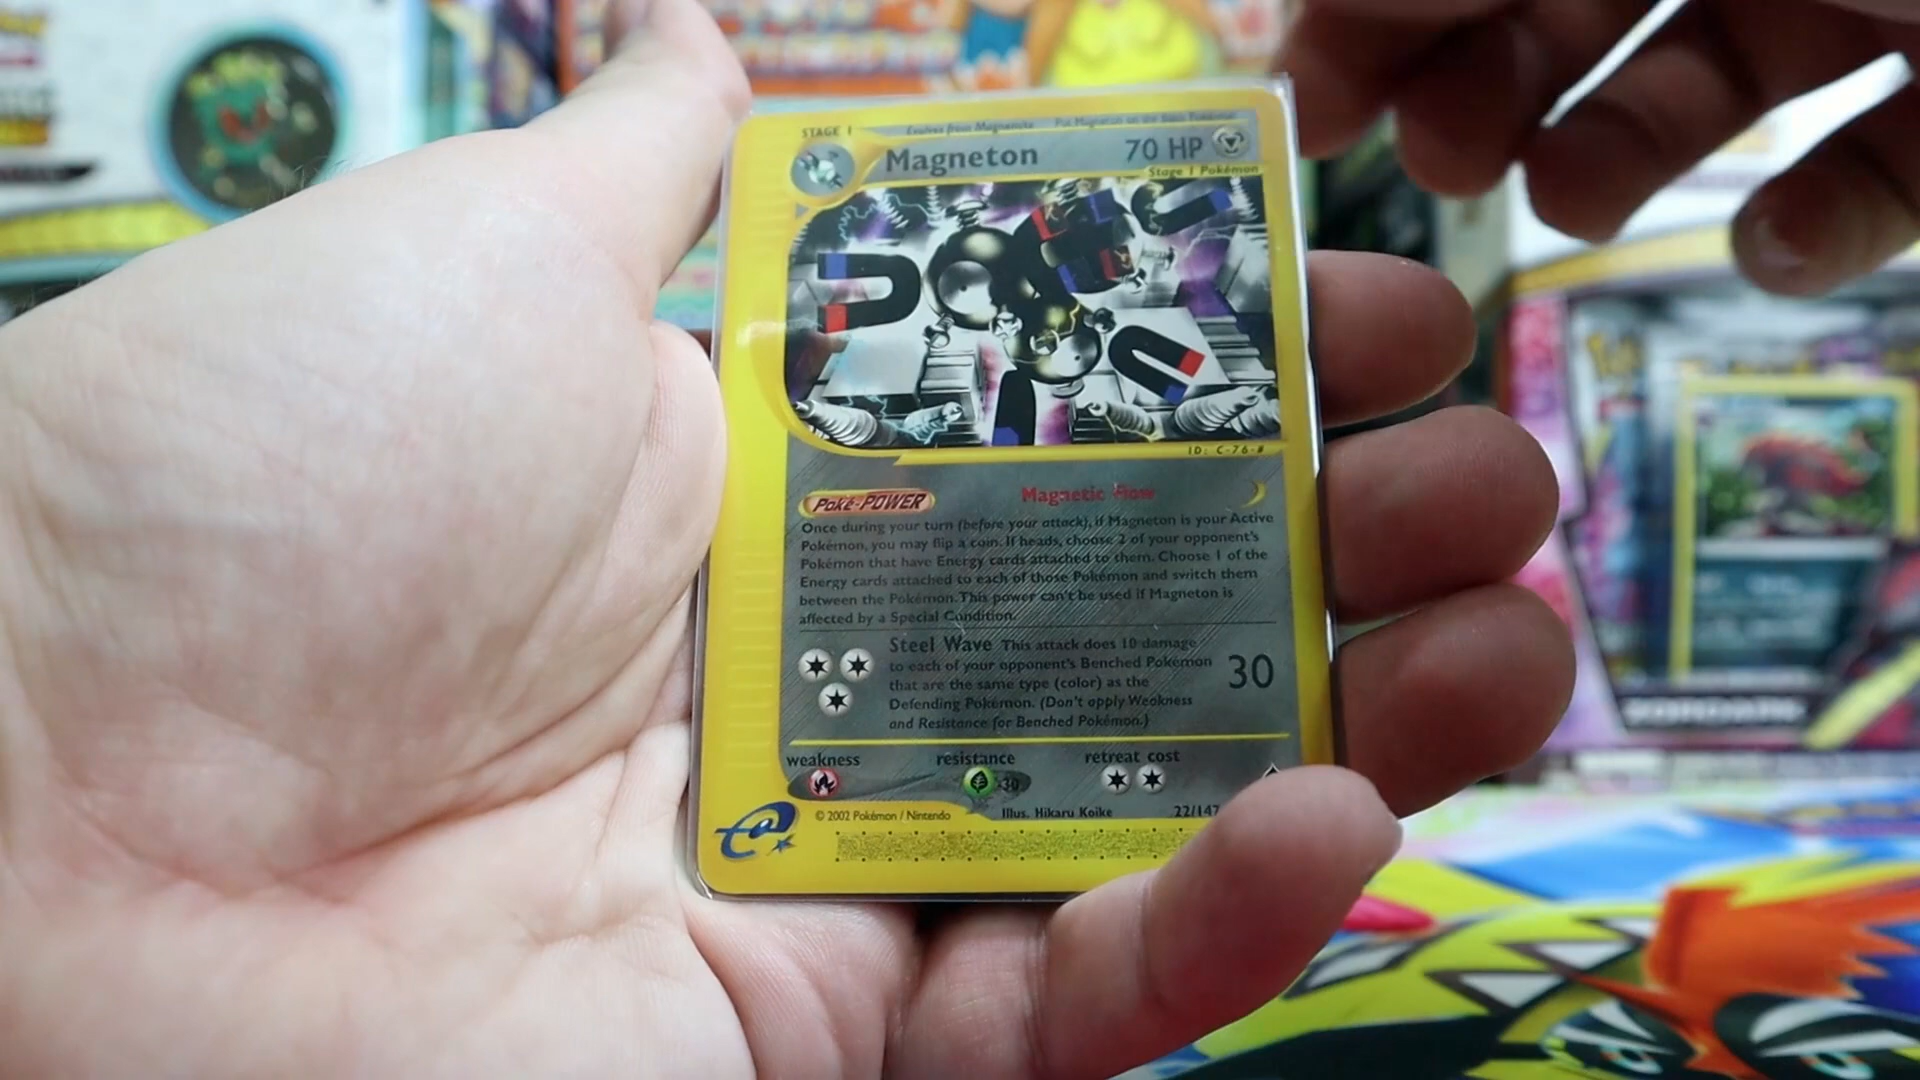 STAGE 1
Evolves from Magnemite Put Magneton on the Basic Pokémon
Magneton 70 HP
Stage 1 Pokémon
ID: C-76-#
Poké-POWER Magnetic Flow
Once during your turn (before your attack), if Magneton is your Active
Pokémon, you may flip a coin. If heads, choose 2 of your opponent's
Pokémon that have Energy cards attached to them. Choose 1 of the
Energy cards attached to each of those Pokémon and switch them
between the Pokémon. This power can't be used if Magneton is
affected by a Special Condition.
Steel Wave This attack does 10 damage
to each of your opponent's Benched Pokémon
that are the same type (color) as the
Defending Pokémon. (Don't apply Weakness
and Resistance for Benched Pokémon.)
30
weakness resistance retreat cost
-30
© 2002 Pokémon / Nintendo Illus. Hikaru Koike 22/147